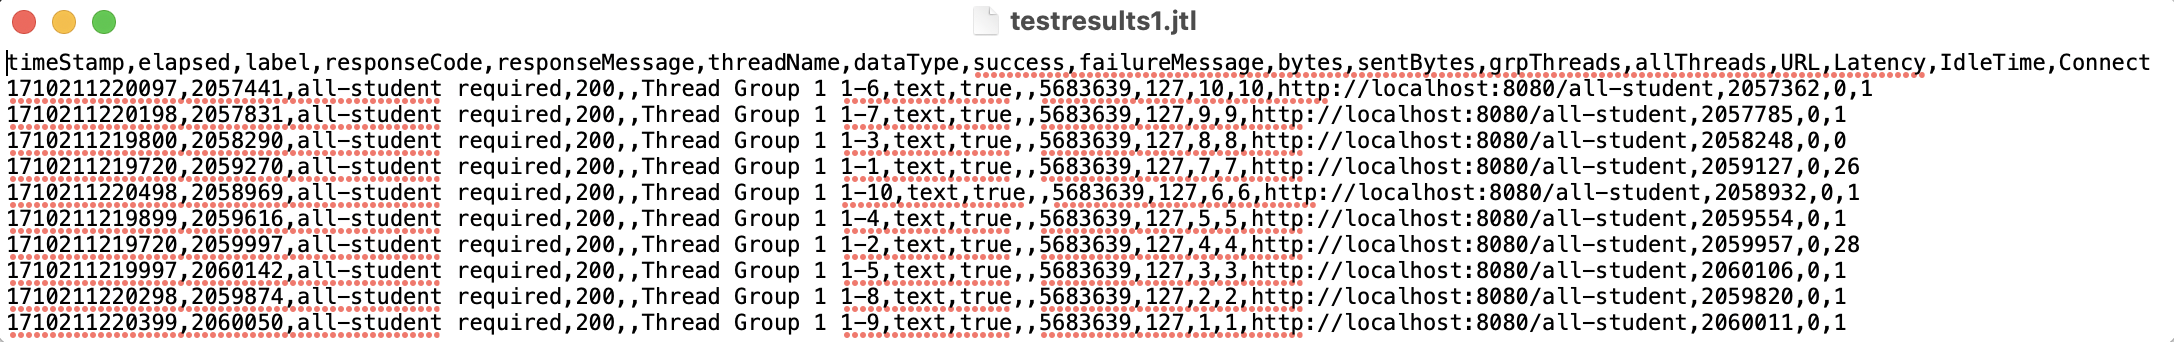 testresults1.jtl
timeStamp,elapsed,label,responseCode,responseMessage,threadName,dataType,success,failureMessage,bytes,sentBytes,grpThreads,allThreads,URL,Latency,IdleTime,Connect
1710211220097,2057441,all-student required,200,,Thread Group 1 1-6,text,true,,5683639,127,10,10,http://localhost:8080/all-student,2057362,0,1
1710211220198,2057831,all-student required,200,,Thread Group 1 1-7,text,true,,5683639,127,9,9,http://localhost:8080/all-student,2057785,0,1
1710211219800,2058290,all-student required,200,,Thread Group 1 1-3,text,true,,5683639,127,8,8,http://localhost:8080/all-student,2058248,0,0
1710211219720,2059270,all-student required,200,,Thread Group 1 1-1,text,true,,5683639,127,7,7,http://localhost:8080/all-student,2059127,0,26
1710211220498,2058969,all-student required,200,,Thread Group 1 1-10,text,true,,5683639,127,6,6,http://localhost:8080/all-student,2058932,0,1
1710211219899,2059616,all-student required,200,,Thread Group 1 1-4,text,true,,5683639,127,5,5,http://localhost:8080/all-student,2059554,0,1
1710211219720,2059997,all-student required,200,,Thread Group 1 1-2,text,true,,5683639,127,4,4,http://localhost:8080/all-student,2059957,0,28
1710211219997,2060142,all-student required,200,,Thread Group 1 1-5,text,true,,5683639,127,3,3,http://localhost:8080/all-student,2060106,0,1
1710211220298,2059874,all-student required,200,,Thread Group 1 1-8,text,true,,5683639,127,2,2,http://localhost:8080/all-student,2059820,0,1
1710211220399,2060050,all-student required,200,,Thread Group 1 1-9,text,true,,5683639,127,1,1,http://localhost:8080/all-student,2060011,0,1